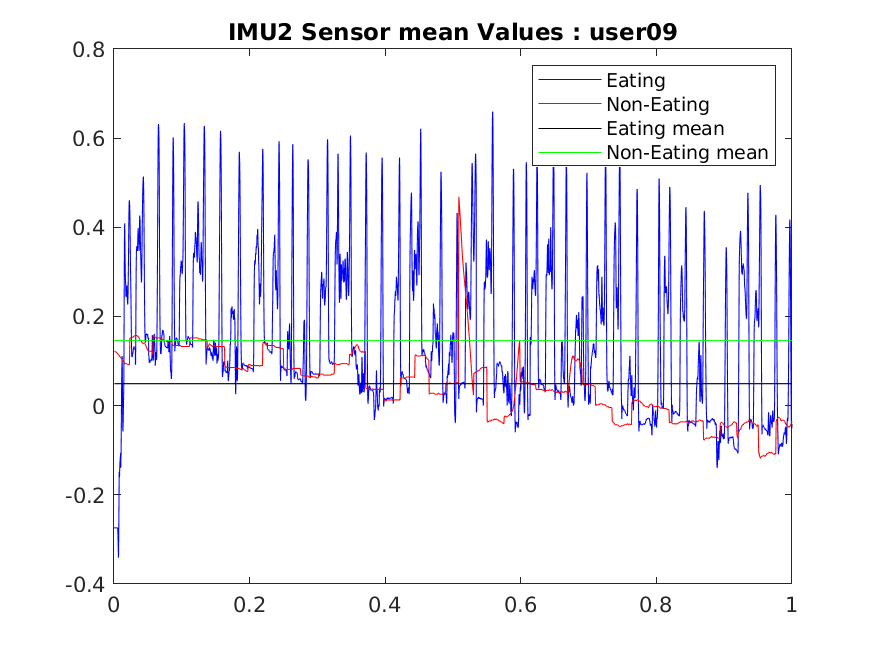 IMU2 Sensor mean Values : user09
0.8
0.6
0.4
0.2
0
-0.2
-0.4
Eating
Non-Eating
Eating mean
Non-Eating mean
0 0.2 0.4 0.6 0.8 1